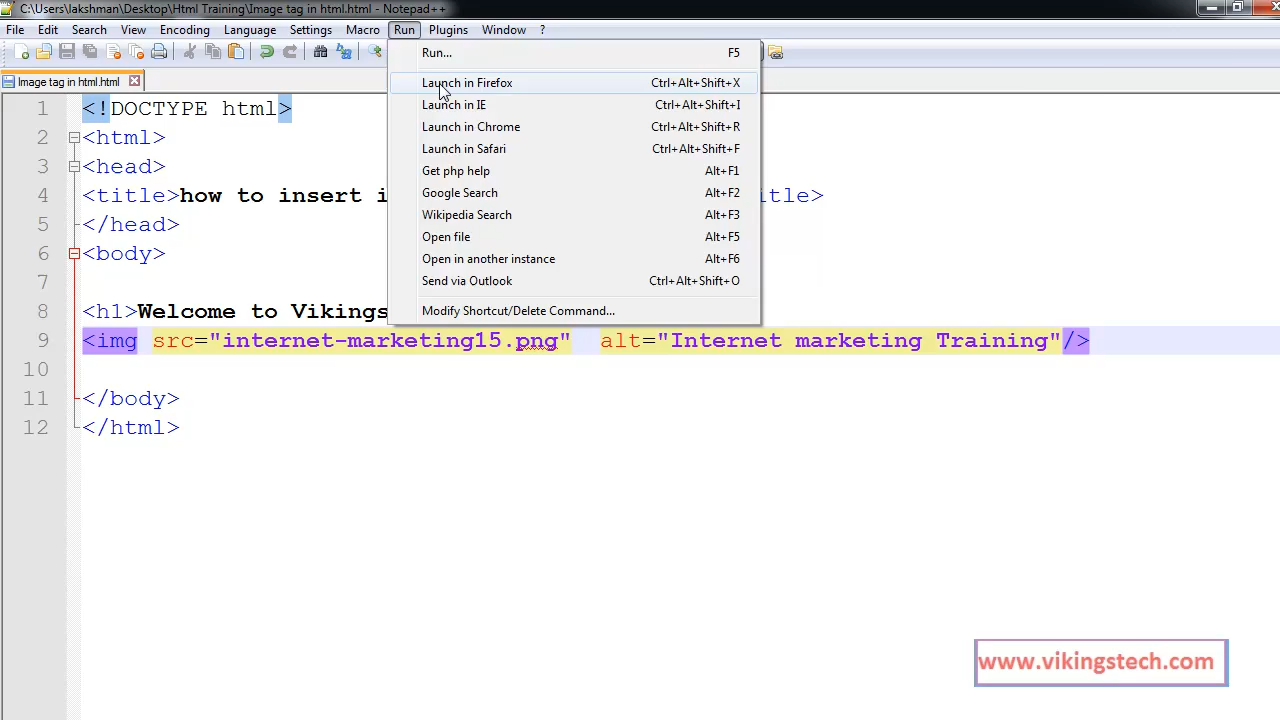 C:\Users\lakshman\Desktop\Html Training\Image tag in html.html - Notepad++
File Edit Search View Encoding Language Settings Macro Run Plugins Window ?
Image tag in html.html
Run... F5
Launch in Firefox Ctrl+Alt+Shift+X
Launch in IE Ctrl+Alt+Shift+I
Launch in Chrome Ctrl+Alt+Shift+R
Launch in Safari Ctrl+Alt+Shift+F
Get php help Alt+F1
Google Search Alt+F2
Wikipedia Search Alt+F3
Open file Alt+F5
Open in another instance Alt+F6
Send via Outlook Ctrl+Alt+Shift+O
Modify Shortcut/Delete Command...
1 <!DOCTYPE html>
2 <html>
3 <head>
4 <title>how to insert i itle>
5 </head>
6 <body>
7
8 <h1>Welcome to Vikings
9 <img src="internet-marketing15.png" alt="Internet marketing Training"/>
10
11 </body>
12 </html>
www.vikingstech.com